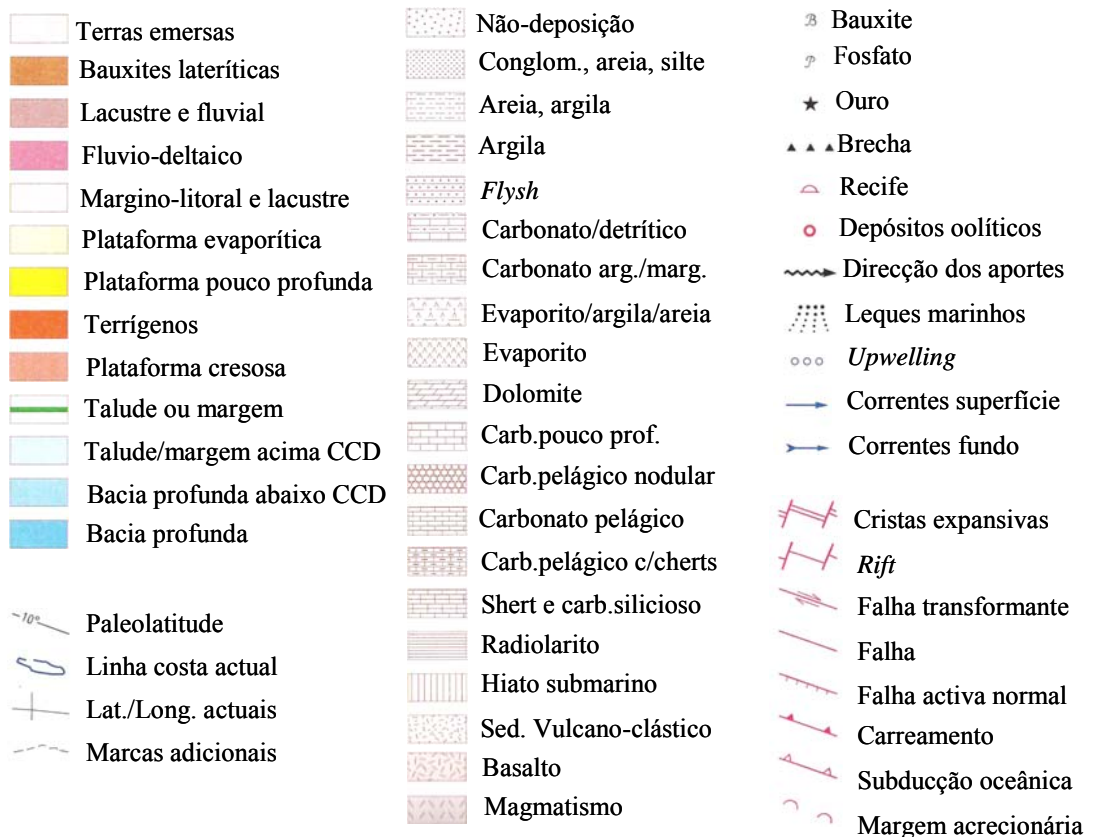 Terras emersas
Bauxites lateríticas
Lacustre e fluvial
Fluvio-deltaico
Margino-litoral e lacustre
Plataforma evaporítica
Plataforma pouco profunda
Terrígenos
Plataforma cresosa
Talude ou margem
Talude/margem acima CCD
Bacia profunda abaixo CCD
Bacia profunda
−10° Paleolatitude
Linha costa actual
Lat./Long. actuais
Marcas adicionais
Não-deposição
Conglom., areia, silte
Areia, argila
Argila
Flysh
Carbonato/detrítico
Carbonato arg./marg.
Evaporito/argila/areia
Evaporito
Dolomite
Carb.pouco prof.
Carb.pelágico nodular
Carbonato pelágico
Carb.pelágico c/cherts
Shert e carb.silicioso
Radiolarito
Hiato submarino
Sed. Vulcano-clástico
Basalto
Magmatismo
B Bauxite
P Fosfato
Ouro
Brecha
Recife
Depósitos oolíticos
Direcção dos aportes
Leques marinhos
Upwelling
Correntes superfície
Correntes fundo
Cristas expansivas
Rift
Falha transformante
Falha
Falha activa normal
Carreamento
Subducção oceânica
Margem acrecionária